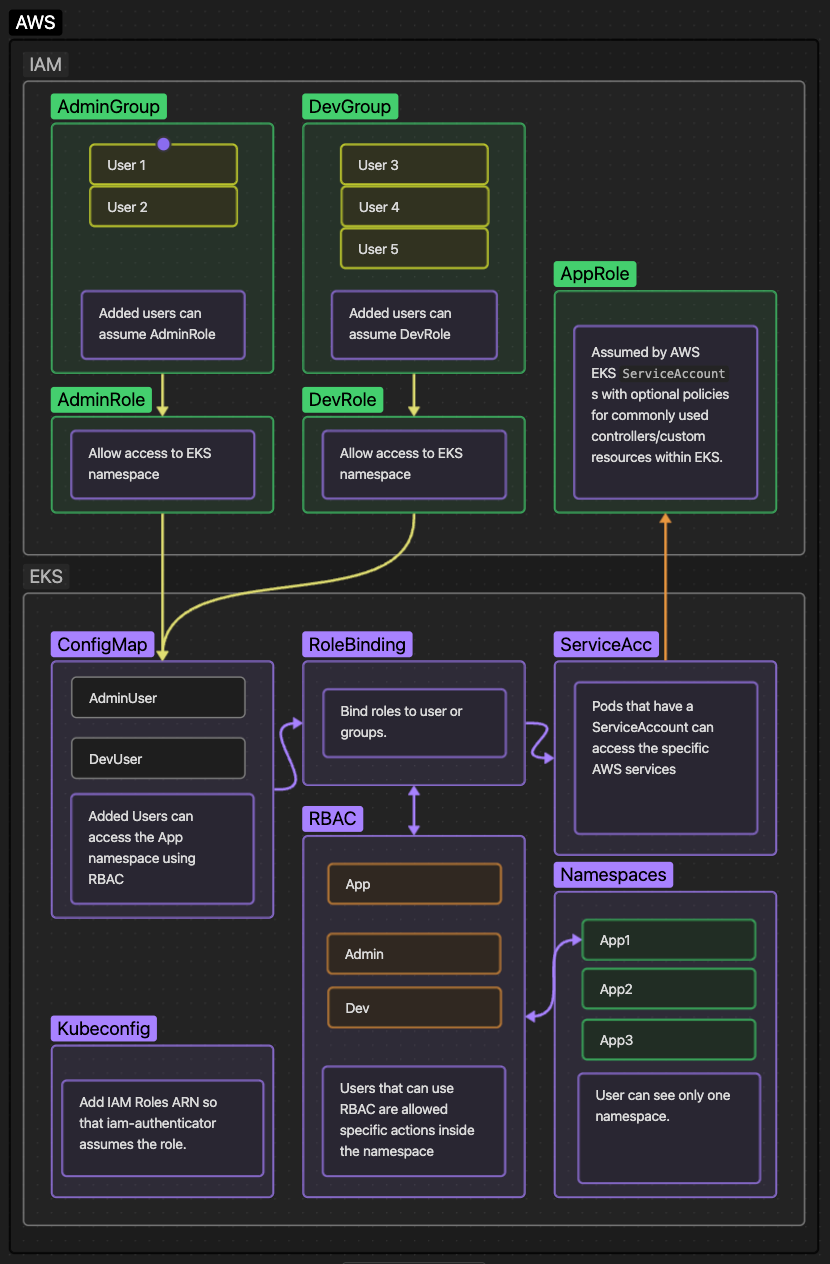 AWS
IAM
AdminGroup
User 1
User 2
Added users can
assume AdminRole
DevGroup
User 3
User 4
User 5
Added users can
assume DevRole
AppRole
Assumed by AWS
EKS ServiceAccount
s with optional policies
for commonly used
controllers/custom
resources within EKS.
AdminRole
Allow access to EKS
namespace
DevRole
Allow access to EKS
namespace
EKS
ConfigMap
AdminUser
DevUser
Added Users can
access the App
namespace using
RBAC
RoleBinding
Bind roles to user or
groups.
ServiceAcc
Pods that have a
ServiceAccount can
access the specific
AWS services
RBAC
App
Admin
Dev
Users that can use
RBAC are allowed
specific actions inside
the namespace
Namespaces
App1
App2
App3
User can see only one
namespace.
Kubeconfig
Add IAM Roles ARN so
that iam-authenticator
assumes the role.